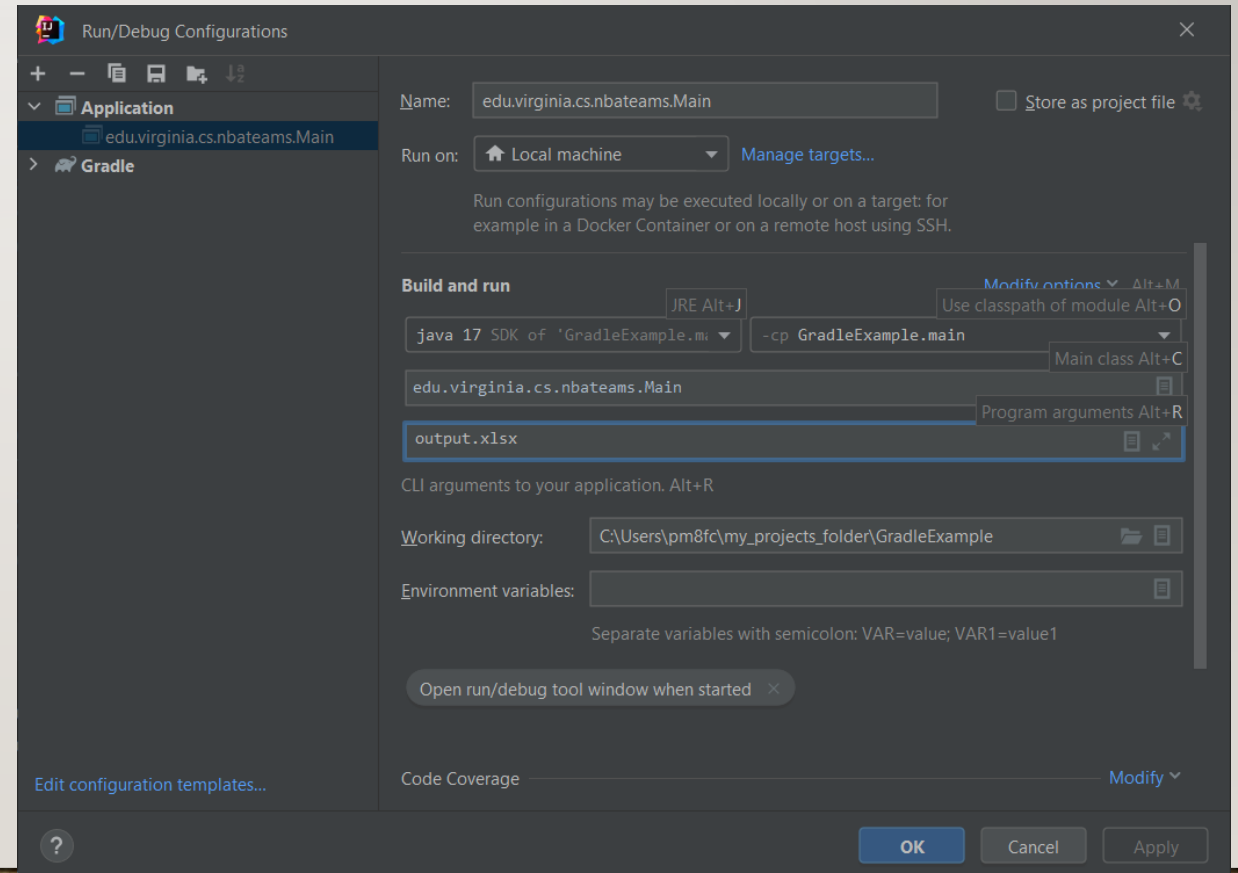 Run/Debug Configurations
Application
edu.virginia.cs.nbateams.Main
Gradle
Edit configuration templates...
Name: edu.virginia.cs.nbateams.Main Store as project file
Run on: Local machine Manage targets...
Run configurations may be executed locally or on a target: for
example in a Docker Container or on a remote host using SSH.
Build and run Modify options Alt+M
JRE Alt+J Use classpath of module Alt+O
java 17 SDK of 'GradleExample.ma -cp GradleExample.main
Main class Alt+C
edu.virginia.cs.nbateams.Main
Program arguments Alt+R
output.xlsx
CLI arguments to your application. Alt+R
Working directory: C:\Users\pm8fc\my_projects_folder\GradleExample
Environment variables:
Separate variables with semicolon: VAR=value; VAR1=value1
Open run/debug tool window when started
Code Coverage Modify
? OK Cancel Apply